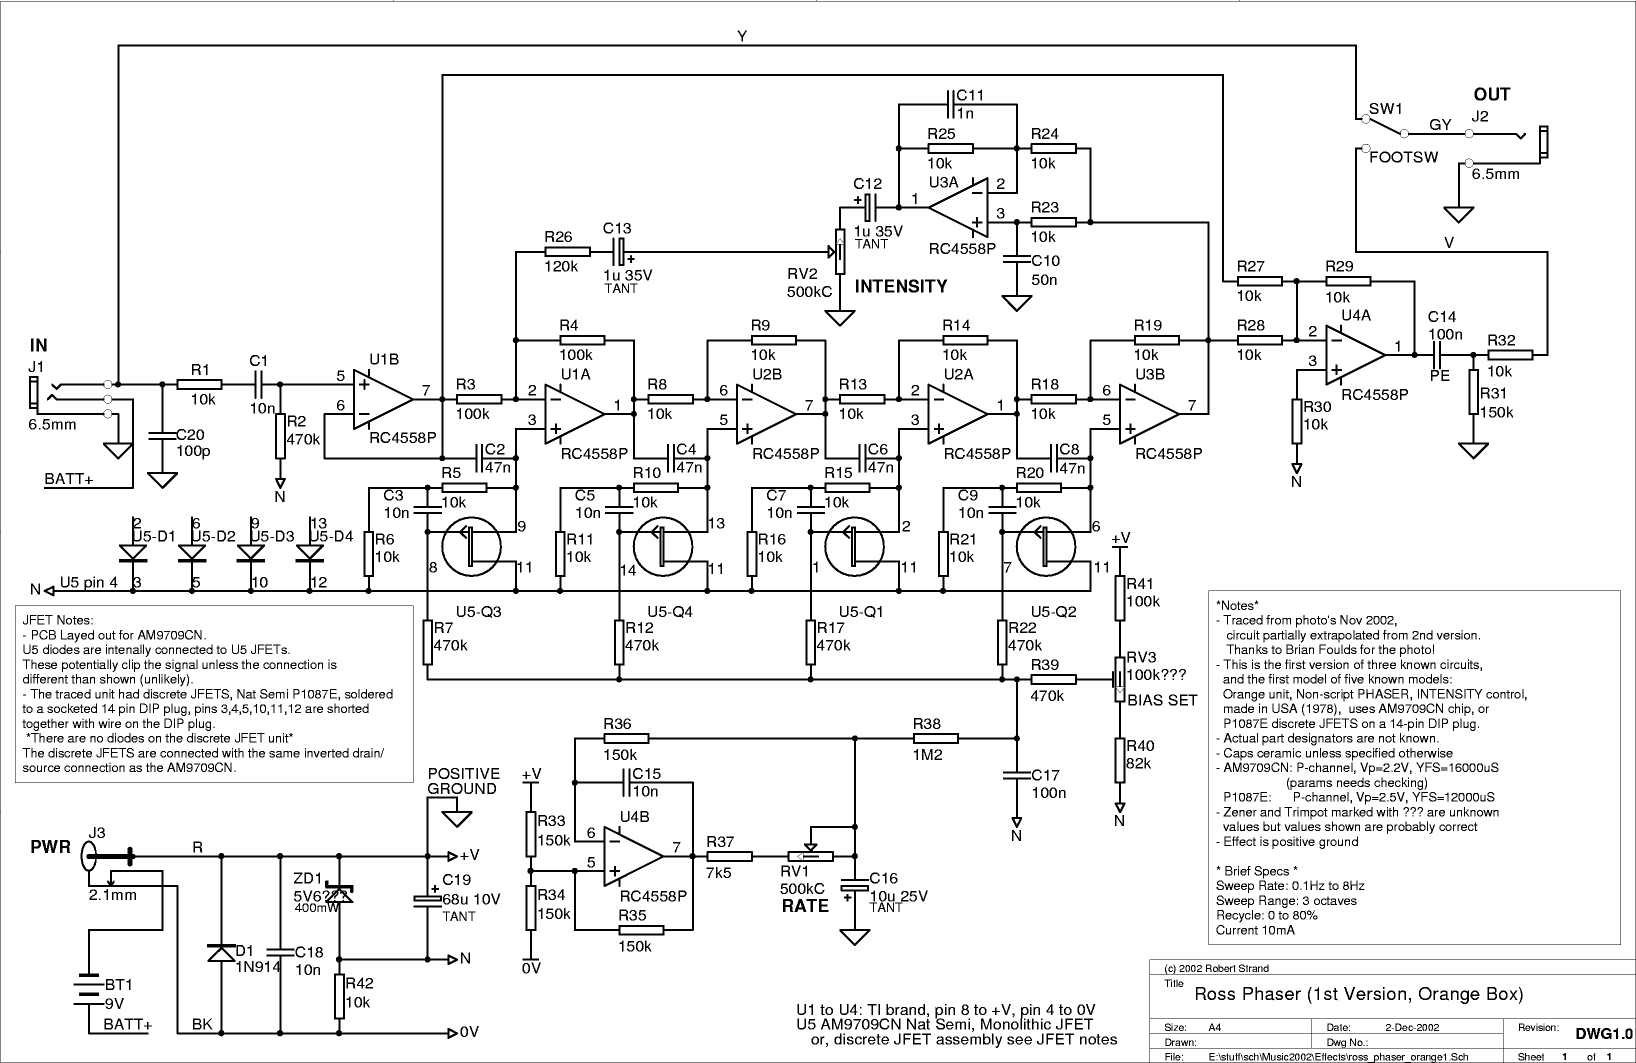 Y
OUT
SW1
J2
GY
FOOTSW
6.5mm
V
C11
1n
R25
10k
R24
10k
U3A
C12
1
2
3
1u 35V
TANT
R23
10k
RC4558P
C10
50n
RV2
500kC
INTENSITY
R26
120k
C13
1u 35V
TANT
R27
10k
R29
10k
U4A
C14
100n
PE
R28
10k
2
3
1
RC4558P
R32
10k
R31
150k
R30
10k
N
IN
J1
6.5mm
BATT+
R1
10k
C1
10n
C20
100p
R2
470k
N
U1B
5
6
7
RC4558P
R3
100k
R4
100k
U1A
2
3
1
RC4558P
R8
10k
R9
10k
U2B
6
5
7
RC4558P
R13
10k
R14
10k
U2A
2
3
1
RC4558P
R18
10k
R19
10k
U3B
6
5
7
RC4558P
C2
47n
C4
47n
C6
47n
C8
47n
R5
10k
R10
10k
R15
10k
R20
10k
C3
10n
C5
10n
C7
10n
C9
10n
R6
10k
R11
10k
R16
10k
R21
10k
9
8
11
13
14
11
2
1
11
6
7
11
2
6
9
13
U5-D1
U5-D2
U5-D3
U5-D4
N
U5 pin 4
3
5
10
12
U5-Q3
U5-Q4
U5-Q1
U5-Q2
R7
470k
R12
470k
R17
470k
R22
470k
R39
470k
+V
R41
100k
RV3
100k???
BIAS SET
R40
82k
N
R38
1M2
C17
100n
N
JFET Notes:
- PCB Layed out for AM9709CN.
U5 diodes are intenally connected to U5 JFETs.
These potentially clip the signal unless the connection is
different than shown (unlikely).
- The traced unit had discrete JFETS, Nat Semi P1087E, soldered
to a socketed 14 pin DIP plug, pins 3,4,5,10,11,12 are shorted
together with wire on the DIP plug.
*There are no diodes on the discrete JFET unit*
The discrete JFETS are connected with the same inverted drain/
source connection as the AM9709CN.
*Notes*
- Traced from photo's Nov 2002,
circuit partially extrapolated from 2nd version.
Thanks to Brian Foulds for the photo!
- This is the first version of three known circuits,
and the first model of five known models:
Orange unit, Non-script PHASER, INTENSITY control,
made in USA (1978), uses AM9709CN chip, or
P1087E discrete JFETS on a 14-pin DIP plug.
- Actual part designators are not known.
- Caps ceramic unless specified otherwise
- AM9709CN: P-channel, Vp=2.2V, YFS=16000uS
(params needs checking)
P1087E: P-channel, Vp=2.5V, YFS=12000uS
- Zener and Trimpot marked with ??? are unknown
values but values shown are probably correct
- Effect is positive ground
* Brief Specs *
Sweep Rate: 0.1Hz to 8Hz
Sweep Range: 3 octaves
Recycle: 0 to 80%
Current 10mA
POSITIVE
GROUND
PWR
J3
2.1mm
R
+V
ZD1
5V6???
400mW
C19
68u 10V
TANT
D1
1N914
C18
10n
N
R42
10k
BT1
9V
BATT+
BK
0V
+V
R33
150k
R34
150k
0V
R36
150k
C15
10n
U4B
6
5
7
RC4558P
R35
150k
R37
7k5
RV1
500kC
RATE
C16
10u 25V
TANT
U1 to U4: TI brand, pin 8 to +V, pin 4 to 0V
U5 AM9709CN Nat Semi, Monolithic JFET
or, discrete JFET assembly see JFET notes
(c) 2002 Robert Strand
Title
Ross Phaser (1st Version, Orange Box)
Size: A4
Date: 2-Dec-2002
Revision: DWG1.0
Drawn:
Dwg No.:
File: E:\stuff\sch\Music2002\Effects\ross_phaser_orange1.Sch
Sheet 1 of 1